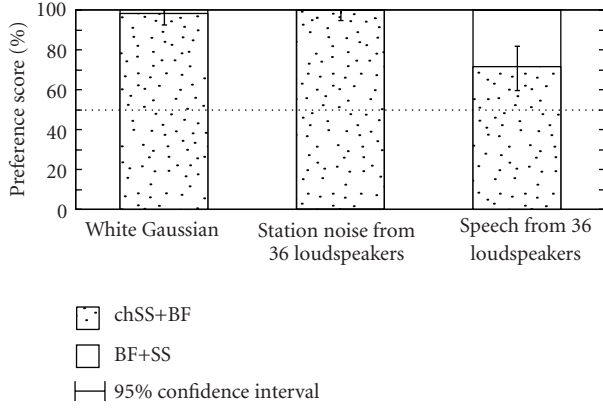 Preference score (%)
100
80
60
40
20
0
White Gaussian
Station noise from
36 loudspeakers
Speech from 36
loudspeakers
chSS+BF
BF+SS
95% confidence interval